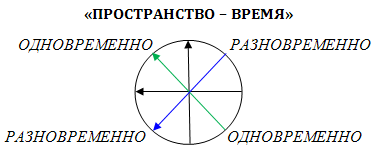 «ПРОСТРАНСТВО – ВРЕМЯ»
ОДНОВРЕМЕННО РАЗНОВРЕМЕННО
РАЗНОВРЕМЕННО ОДНОВРЕМЕННО